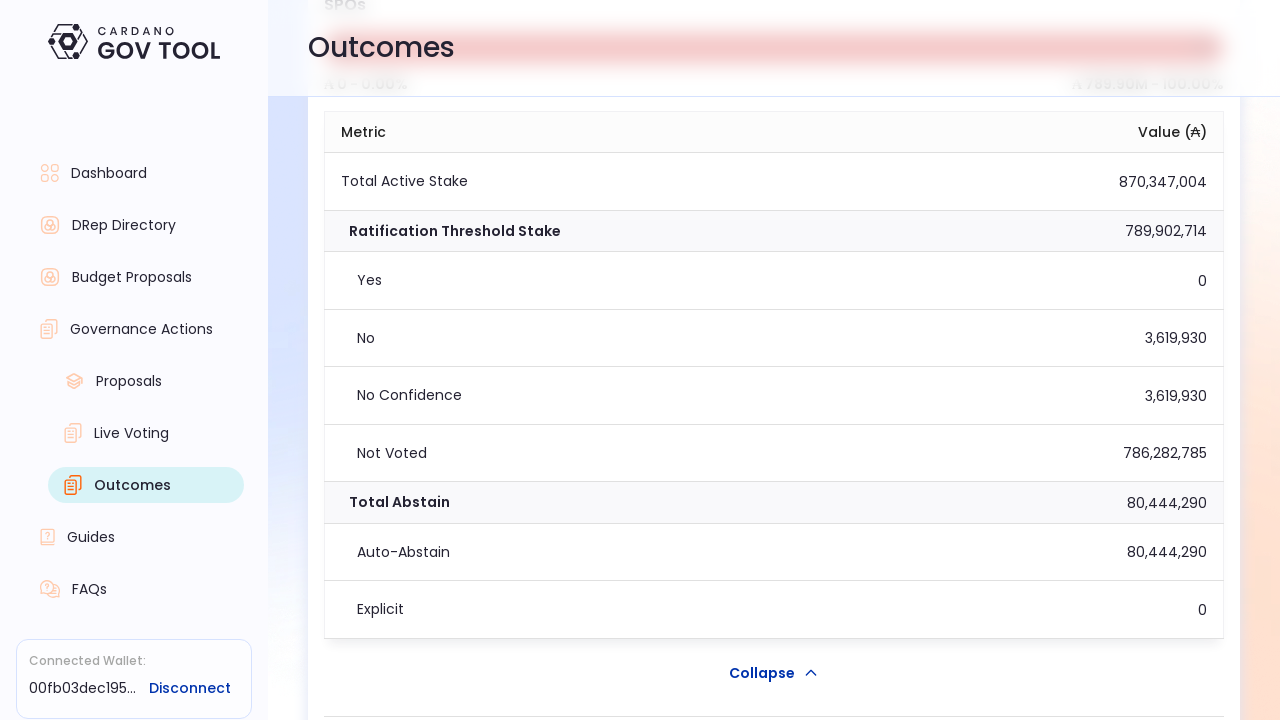 CARDANO
GOV TOOL
Dashboard
DRep Directory
Budget Proposals
Governance Actions
Proposals
Live Voting
Outcomes
Guides
FAQs
Connected Wallet:
00fb03dec195...
Disconnect
SPOs
Outcomes
₳ 0 - 0.00%
₳ 789.90M - 100.00%
Metric
Value (₳)
Total Active Stake
870,347,004
Ratification Threshold Stake
789,902,714
Yes
0
No
3,619,930
No Confidence
3,619,930
Not Voted
786,282,785
Total Abstain
80,444,290
Auto-Abstain
80,444,290
Explicit
0
Collapse